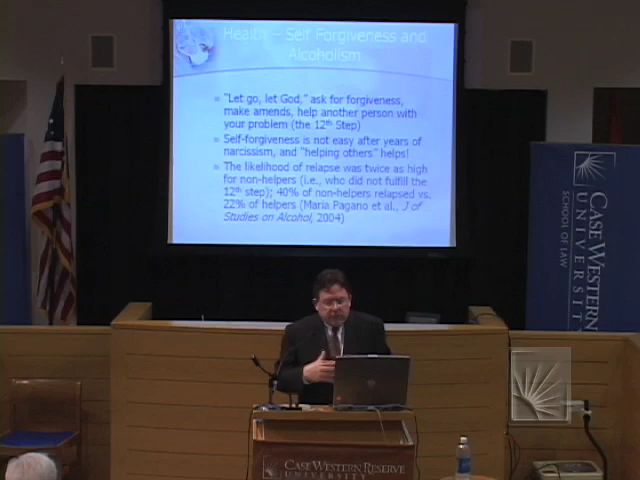 Health – Self Forgiveness and
Alcoholism
"Let go, let God," ask for forgiveness,
make amends, help another person with
your problem (the 12th Step)
Self-forgiveness is not easy after years of
narcissism, and "helping others" helps!
The likelihood of relapse was twice as high
for non-helpers (i.e., who did not fulfill the
12th step); 40% of non-helpers relapsed vs.
22% of helpers (Maria Pagano et al., J of
Studies on Alcohol, 2004)
CASE WESTERN
UNIVERSITY
SCHOOL OF LAW
CASE WESTERN RESERVE
UNIVERSITY